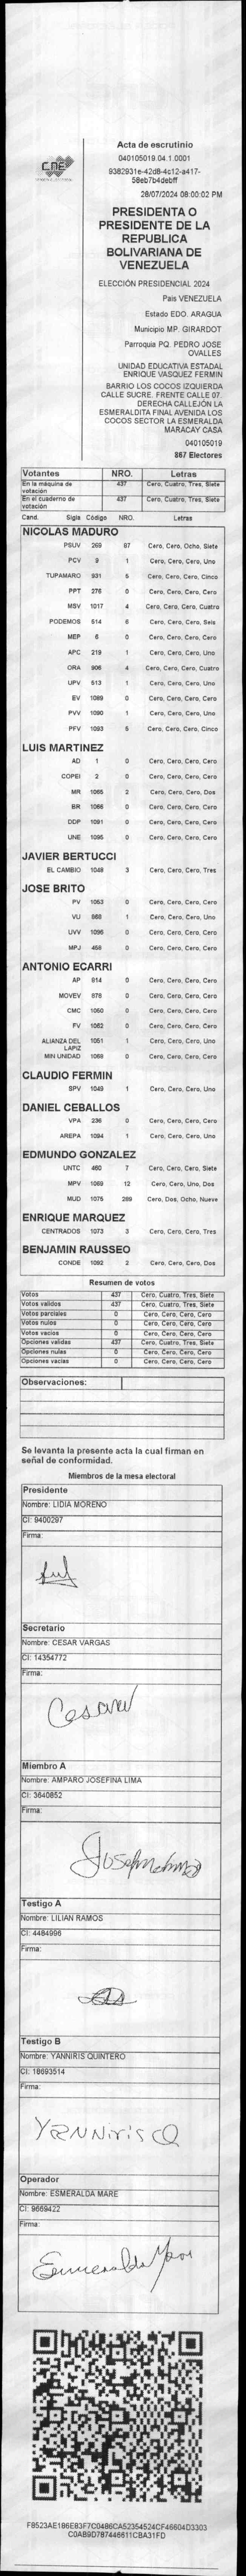 CNE
Acta de escrutinio
040105019.04.1.0001
9382931e-42d8-4c12-a417-
58eb7b4debff
28/07/2024 08:00:02 PM
PRESIDENTA O
PRESIDENTE DE LA
REPUBLICA
BOLIVARIANA DE
VENEZUELA
ELECCIÓN PRESIDENCIAL 2024
Pais VENEZUELA
Estado EDO. ARAGUA
Municipio MP. GIRARDOT
Parroquia PQ. PEDRO JOSE
OVALLES
UNIDAD EDUCATIVA ESTADAL
ENRIQUE VASQUEZ FERMIN
BARRIO LOS COCOS IZQUIERDA
CALLE SUCRE. FRENTE CALLE 07.
DERECHA CALLEJÓN LA
ESMERALDITA FINAL AVENIDA LOS
COCOS SECTOR LA ESMERALDA
MARACAY CASA
040105019
867 Electores
Votantes NRO. Letras
En la máquina de votación 437 Cero, Cuatro, Tres, Siete
En el cuaderno de votación 437 Cero, Cuatro, Tres, Siete
Cand. Sigla Código NRO. Letras
NICOLAS MADURO
PSUV 269 87 Cero, Cero, Ocho, Siete
PCV 9 1 Cero, Cero, Cero, Uno
TUPAMARO 931 5 Cero, Cero, Cero, Cinco
PPT 276 0 Cero, Cero, Cero, Cero
MSV 1017 4 Cero, Cero, Cero, Cuatro
PODEMOS 514 6 Cero, Cero, Cero, Seis
MEP 6 0 Cero, Cero, Cero, Cero
APC 219 1 Cero, Cero, Cero, Uno
ORA 906 4 Cero, Cero, Cero, Cuatro
UPV 513 1 Cero, Cero, Cero, Uno
EV 1089 0 Cero, Cero, Cero, Cero
PVV 1090 1 Cero, Cero, Cero, Uno
PFV 1093 5 Cero, Cero, Cero, Cinco
LUIS MARTINEZ
AD 1 0 Cero, Cero, Cero, Cero
COPEI 2 0 Cero, Cero, Cero, Cero
MR 1065 2 Cero, Cero, Cero, Dos
BR 1066 0 Cero, Cero, Cero, Cero
DDP 1091 0 Cero, Cero, Cero, Cero
UNE 1095 0 Cero, Cero, Cero, Cero
JAVIER BERTUCCI
EL CAMBIO 1048 3 Cero, Cero, Cero, Tres
JOSE BRITO
PV 1053 0 Cero, Cero, Cero, Cero
VU 868 1 Cero, Cero, Cero, Uno
UVV 1096 0 Cero, Cero, Cero, Cero
MPJ 458 0 Cero, Cero, Cero, Cero
ANTONIO ECARRI
AP 914 0 Cero, Cero, Cero, Cero
MOVEV 878 0 Cero, Cero, Cero, Cero
CMC 1050 0 Cero, Cero, Cero, Cero
FV 1062 0 Cero, Cero, Cero, Cero
ALIANZA DEL LAPIZ 1051 1 Cero, Cero, Cero, Uno
MIN UNIDAD 1068 0 Cero, Cero, Cero, Cero
CLAUDIO FERMIN
SPV 1049 1 Cero, Cero, Cero, Uno
DANIEL CEBALLOS
VPA 236 0 Cero, Cero, Cero, Cero
AREPA 1094 1 Cero, Cero, Cero, Uno
EDMUNDO GONZALEZ
UNTC 460 7 Cero, Cero, Cero, Siete
MPV 1069 12 Cero, Cero, Uno, Dos
MUD 1075 289 Cero, Dos, Ocho, Nueve
ENRIQUE MARQUEZ
CENTRADOS 1073 3 Cero, Cero, Cero, Tres
BENJAMIN RAUSSEO
CONDE 1092 2 Cero, Cero, Cero, Dos
Resumen de votos
Votos 437 Cero, Cuatro, Tres, Siete
Votos validos 437 Cero, Cuatro, Tres, Siete
Votos parciales 0 Cero, Cero, Cero, Cero
Votos nulos 0 Cero, Cero, Cero, Cero
Votos vacios 0 Cero, Cero, Cero, Cero
Opciones validas 437 Cero, Cuatro, Tres, Siete
Opciones nulas 0 Cero, Cero, Cero, Cero
Opciones vacias 0 Cero, Cero, Cero, Cero
Observaciones:
Se levanta la presente acta la cual firman en
señal de conformidad.
Miembros de la mesa electoral
Presidente
Nombre: LIDIA MORENO
CI: 9400297
Firma:
Secretario
Nombre: CESAR VARGAS
CI: 14354772
Firma:
Cesar
Miembro A
Nombre: AMPARO JOSEFINA LIMA
CI: 3640852
Firma:
Testigo A
Nombre: LILIAN RAMOS
CI: 4484996
Firma:
Testigo B
Nombre: YANNIRIS QUINTERO
CI: 18693514
Firma:
YaNNiris Q
Operador
Nombre: ESMERALDA MARE
CI: 9669422
Firma:
Esmeralda Mare
F8523AE186E83F7C0486CA52354524CF46604D3303
C0AB9D787446611CBA31FD